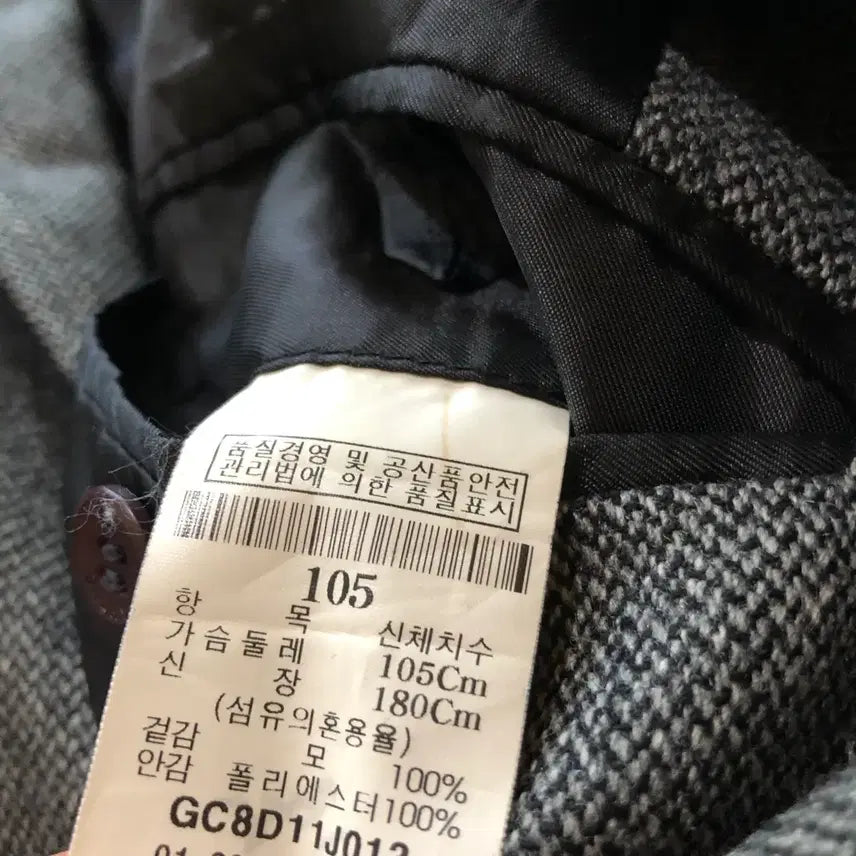 품질경영 및 공산품안전
관리법에 의한 품질표시
105
항 목 신체치수
가슴둘레 105Cm
신 장 180Cm
(섬유의혼용율)
겉감 모 100%
안감 폴리에스터100%
GC8D11J012